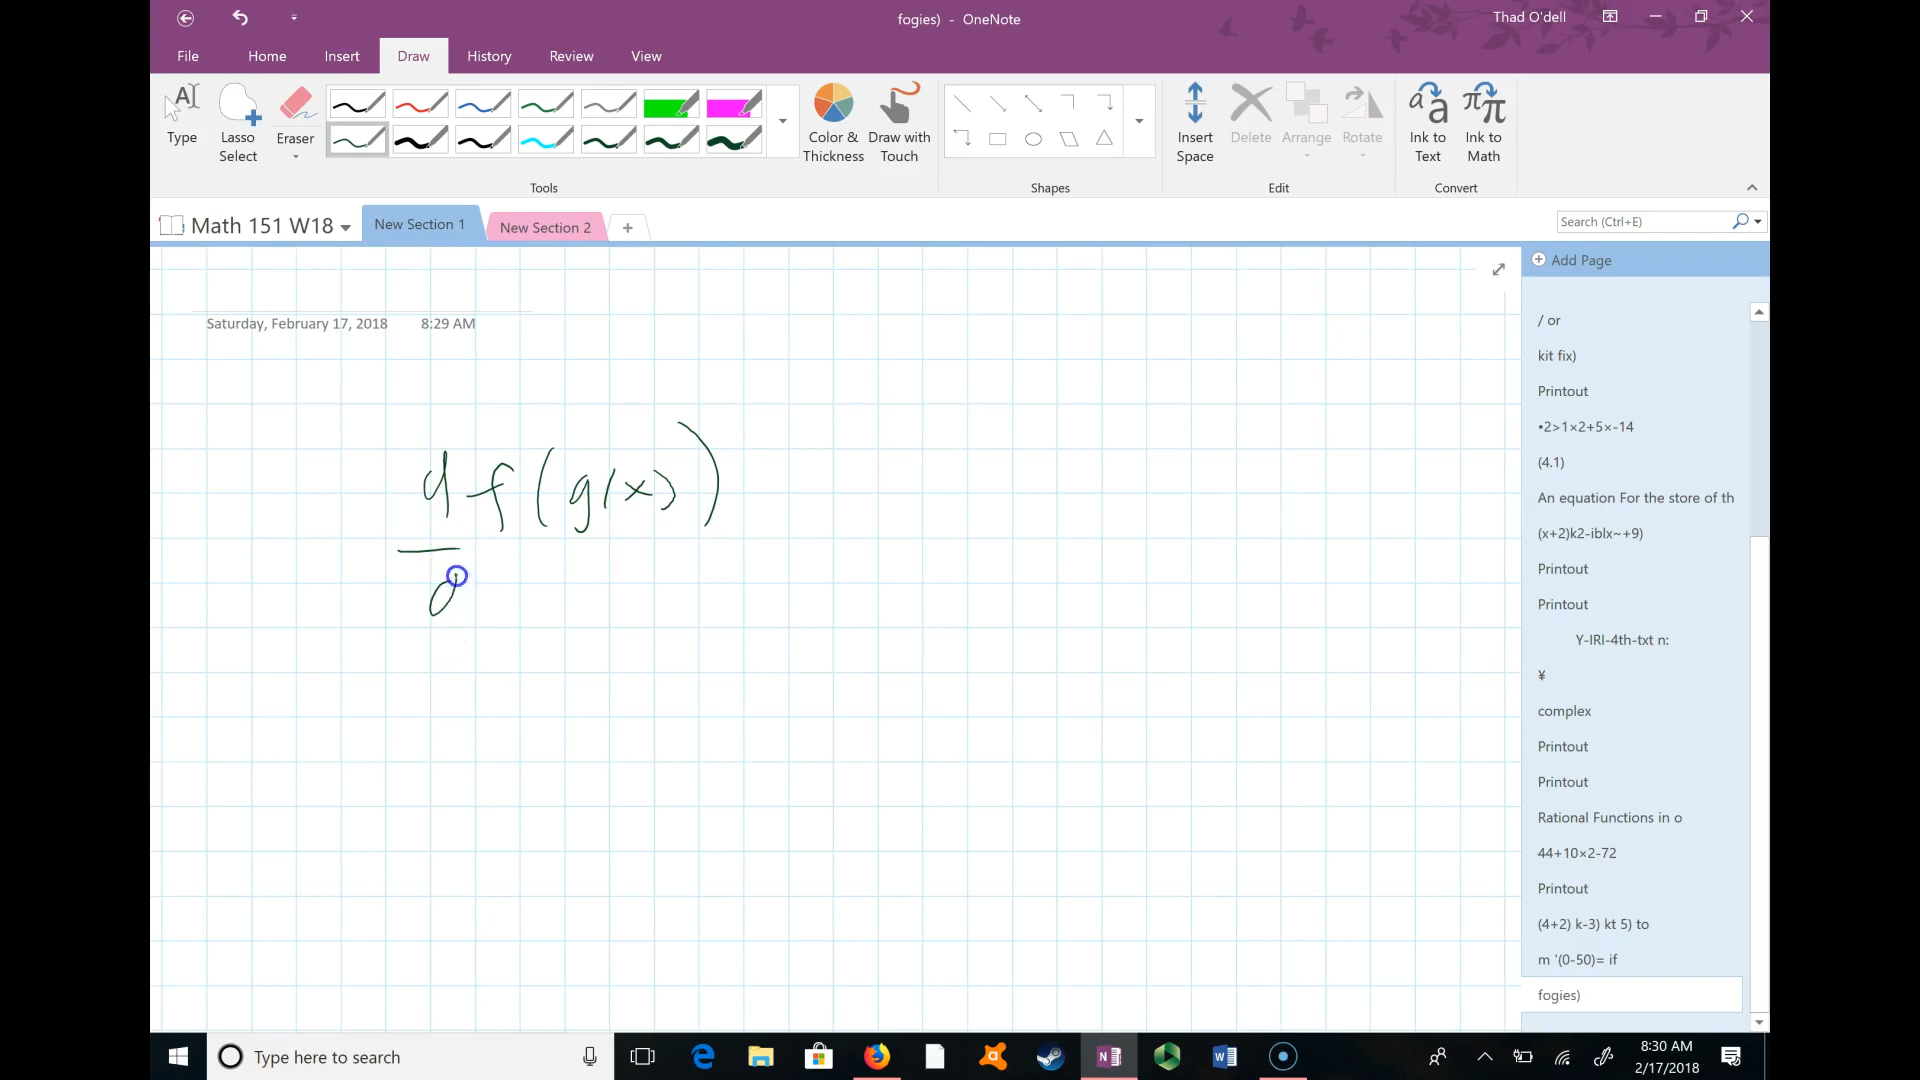 fogies) - OneNote
Thad O'dell
File Home Insert Draw History Review View
Type
Lasso Select
Eraser
Color & Thickness
Draw with Touch
Insert Space
Delete
Arrange
Rotate
Ink to Text
Ink to Math
Tools
Shapes
Edit
Convert
Math 151 W18
New Section 1
New Section 2
Search (Ctrl+E)
Add Page
Saturday, February 17, 2018 8:29 AM
d f(g(x))
/ or
kit fix)
Printout
•2>1×2+5×-14
(4.1)
An equation For the store of th
(x+2)k2-iblx~+9)
Printout
Printout
Y-IRI-4th-txt n:
¥
complex
Printout
Printout
Rational Functions in o
44+10×2-72
Printout
(4+2) k-3) kt 5) to
m '(0-50)= if
fogies)
Type here to search
8:30 AM
2/17/2018